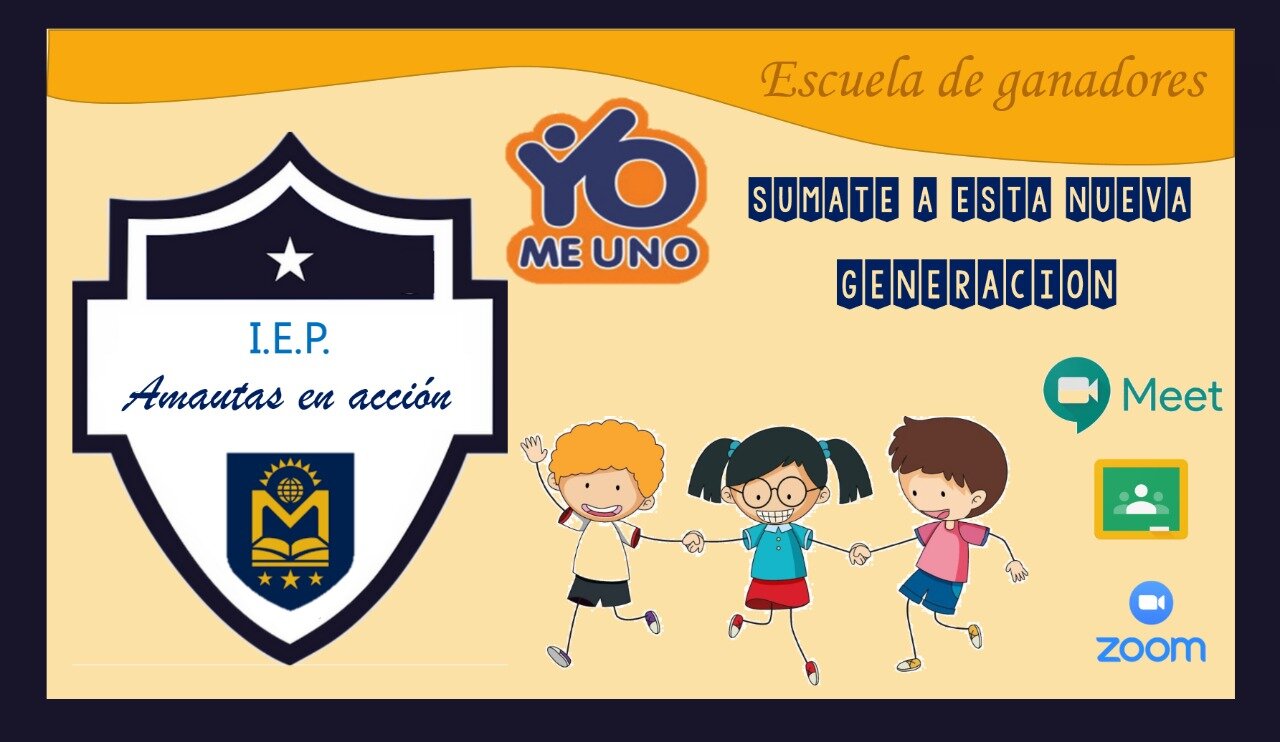 Escuela de ganadores
YO
ME UNO
SUMATE A ESTA NUEVA
GENERACION
I.E.P.
Amautas en acción
Meet
zoom